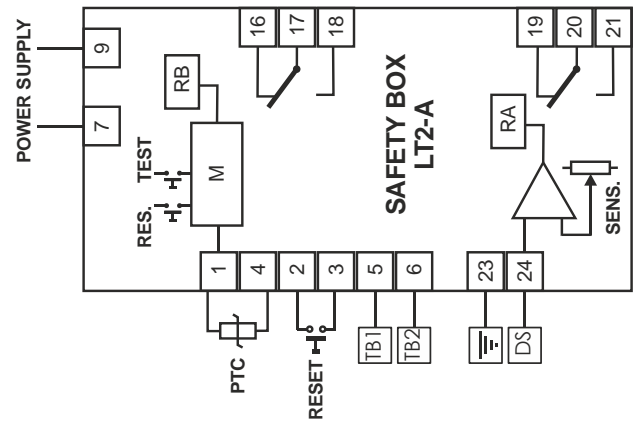 POWER SUPPLY
9
7
16
17
18
19
20
21
RB
TEST
RES.
M
SAFETY BOX
LT2-A
RA
SENS.
1
4
2
3
5
6
23
24
PTC
RESET
TB1
TB2
DS